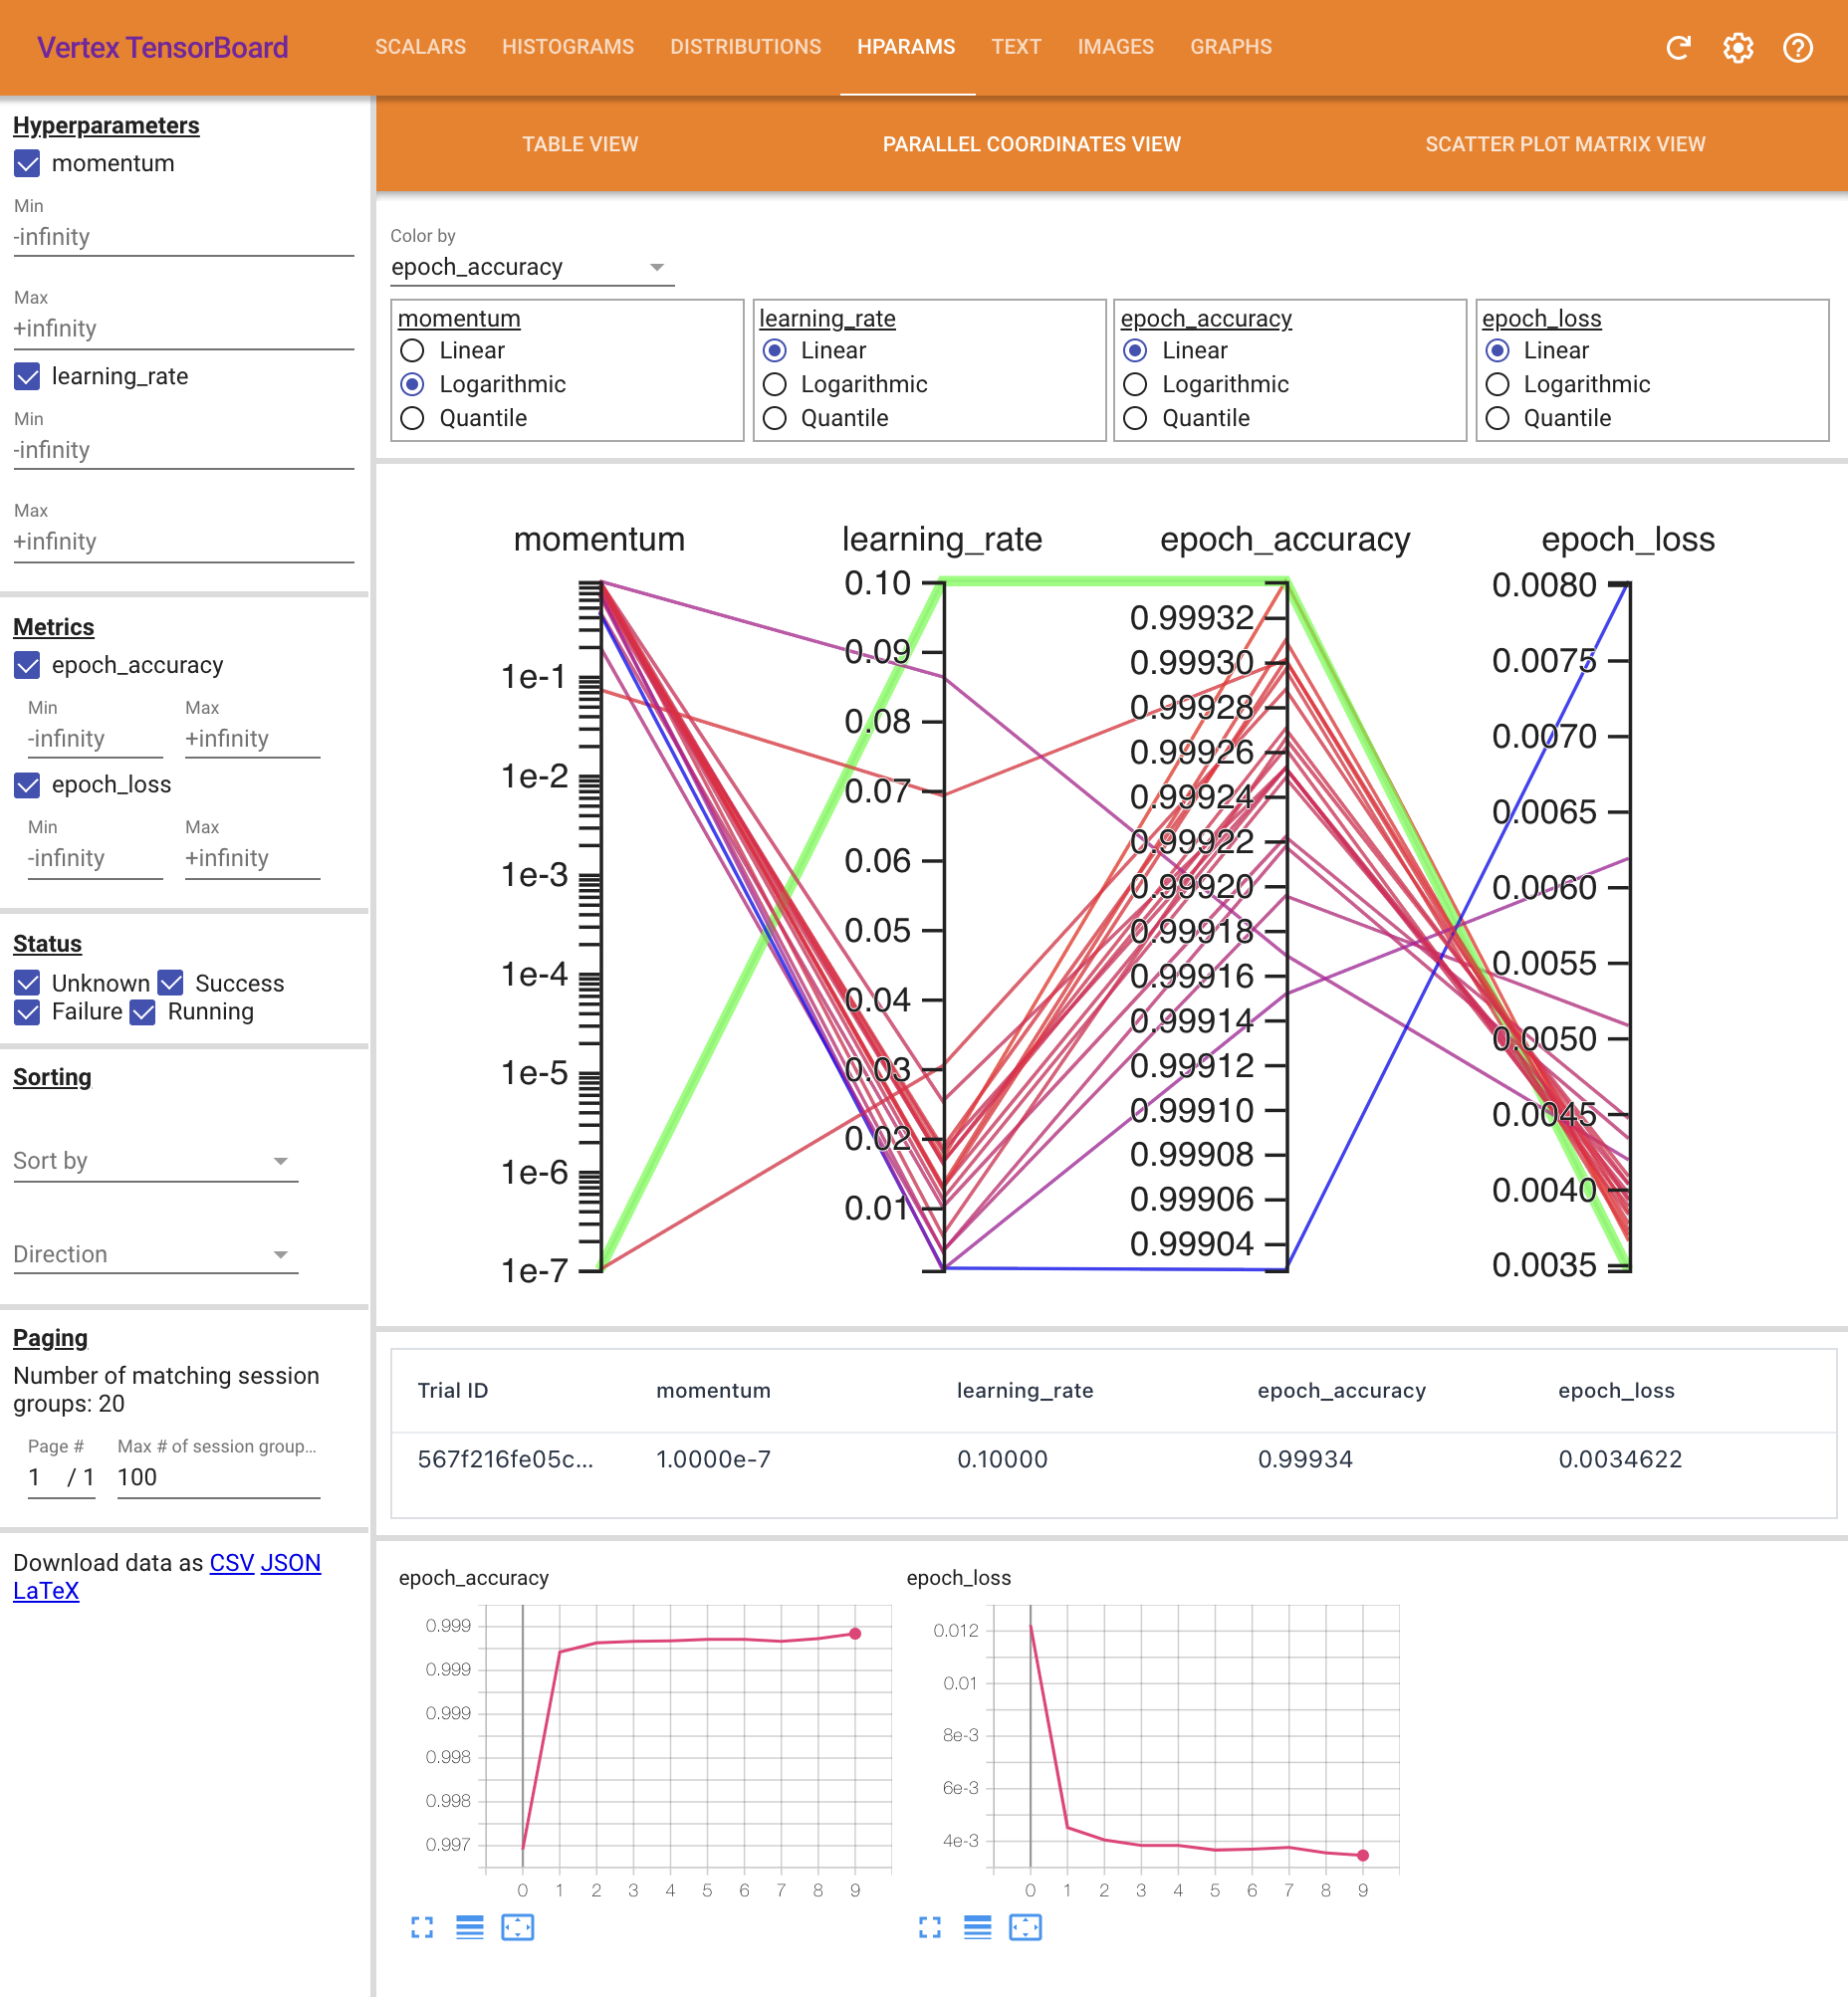 Vertex TensorBoard SCALARS HISTOGRAMS DISTRIBUTIONS HPARAMS TEXT IMAGES GRAPHS
Hyperparameters
momentum
Min
-infinity
Max
+infinity
learning_rate
Min
-infinity
Max
+infinity
Metrics
epoch_accuracy
Min Max
-infinity +infinity
epoch_loss
Min Max
-infinity +infinity
Status
Unknown Success
Failure Running
Sorting
Sort by
Direction
Paging
Number of matching session
groups: 20
Page # Max # of session group...
1 / 1 100
Download data as CSV JSON
LaTeX
TABLE VIEW PARALLEL COORDINATES VIEW SCATTER PLOT MATRIX VIEW
Color by
epoch_accuracy
momentum
Linear
Logarithmic
Quantile
learning_rate
Linear
Logarithmic
Quantile
epoch_accuracy
Linear
Logarithmic
Quantile
epoch_loss
Linear
Logarithmic
Quantile
momentum
1e-1
1e-2
1e-3
1e-4
1e-5
1e-6
1e-7
learning_rate
0.10
0.09
0.08
0.07
0.06
0.05
0.04
0.03
0.02
0.01
epoch_accuracy
0.99932
0.99930
0.99928
0.99926
0.99924
0.99922
0.99920
0.99918
0.99916
0.99914
0.99912
0.99910
0.99908
0.99906
0.99904
epoch_loss
0.0080
0.0075
0.0070
0.0065
0.0060
0.0055
0.0050
0.0045
0.0040
0.0035
Trial ID momentum learning_rate epoch_accuracy epoch_loss
567f216fe05c... 1.0000e-7 0.10000 0.99934 0.0034622
epoch_accuracy
0.999
0.999
0.999
0.998
0.998
0.997
0 1 2 3 4 5 6 7 8 9
epoch_loss
0.012
0.01
8e-3
6e-3
4e-3
0 1 2 3 4 5 6 7 8 9